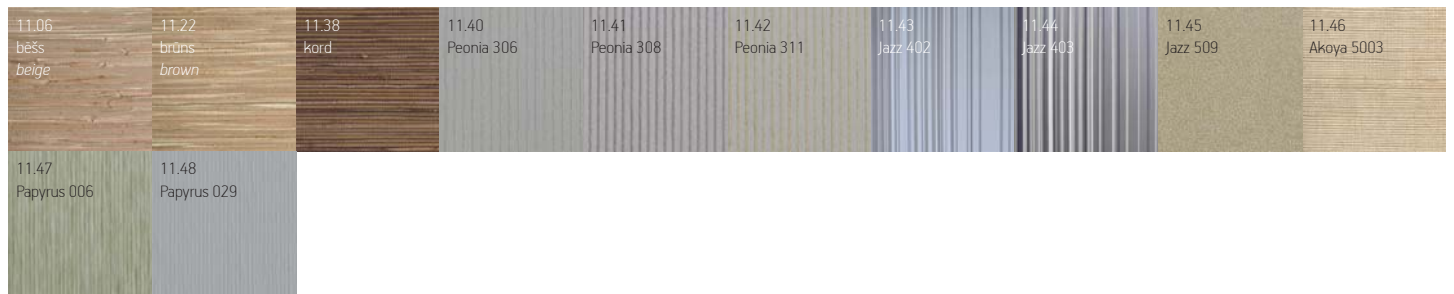 11.06
bēšs
beige
11.22
brūns
brown
11.38
kord
11.40
Peonia 306
11.41
Peonia 308
11.42
Peonia 311
11.43
Jazz 402
11.44
Jazz 403
11.45
Jazz 509
11.46
Akoya 5003
11.47
Papyrus 006
11.48
Papyrus 029